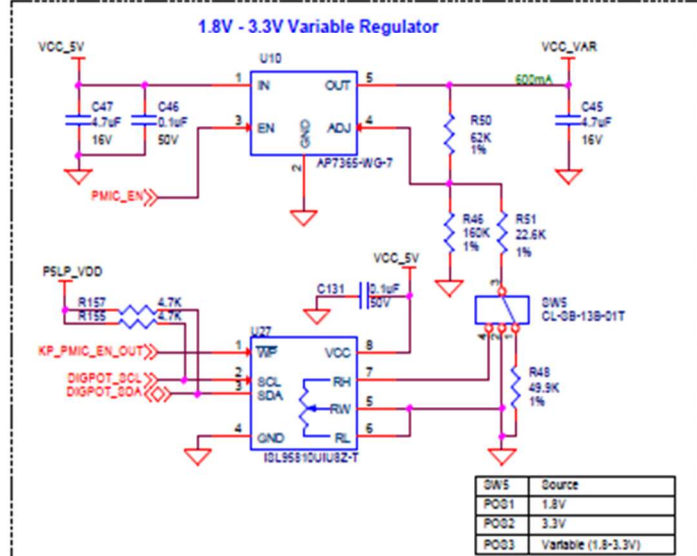 1.8V - 3.3V Variable Regulator
VCC_5V
VCC_VAR
U10
1 IN OUT 5
600mA
C47
4.7uF
16V
C46
0.1uF
50V
3 EN ADJ 4
GND
2
AP7365-WG-7
R50
62K
1%
C45
4.7uF
16V
PMIC_EN
R46
160K
1%
R51
22.6K
1%
VCC_5V
P5LP_VDD
C131
0.1uF
50V
3
SW5
CL-SB-13B-01T
4 2 1
R157 4.7K
R155 4.7K
U27
KP_PMIC_EN_OUT
1 WP VCC 8
DIGPOT_SCL
2 SCL RH 7
DIGPOT_SDA
3 SDA
RW 5
4 GND RL 6
ISL95810UIU8Z-T
R48
49.9K
1%
SW5 Source
POS1 1.8V
POS2 3.3V
POS3 Variable (1.8-3.3V)